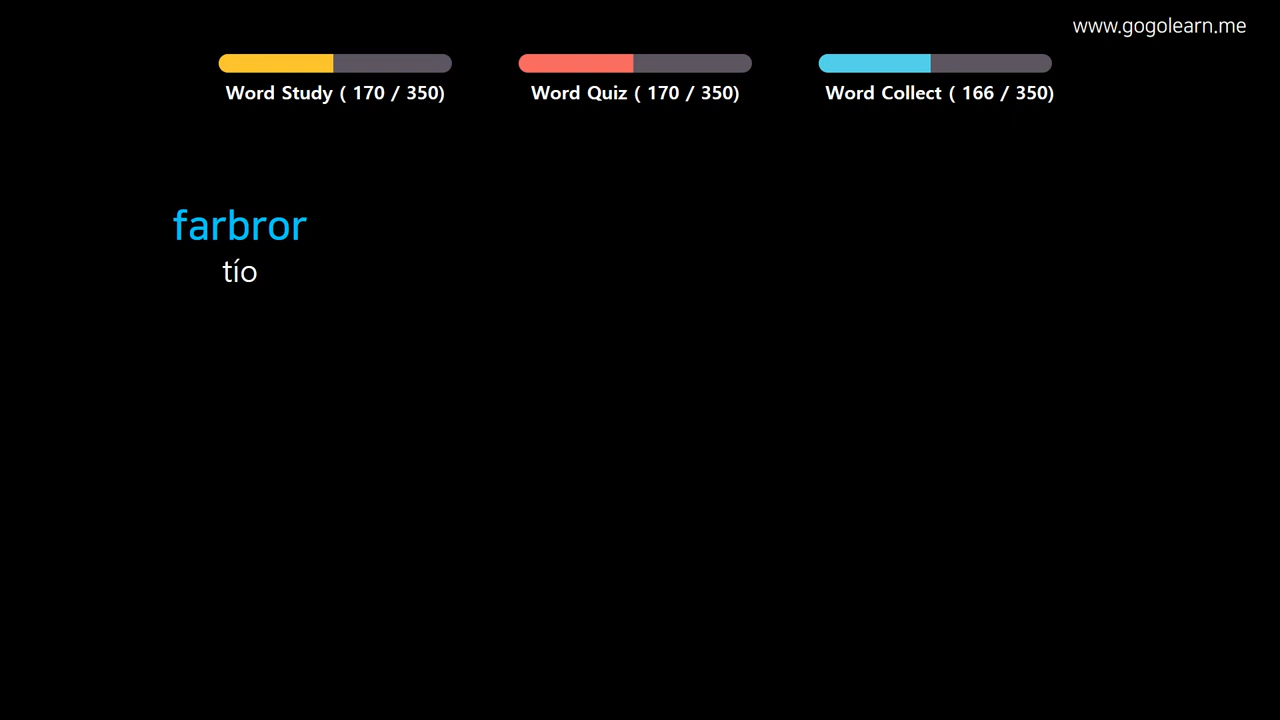 www.gogolearn.me
Word Study ( 170 / 350)
Word Quiz ( 170 / 350)
Word Collect ( 166 / 350)
farbror
tío